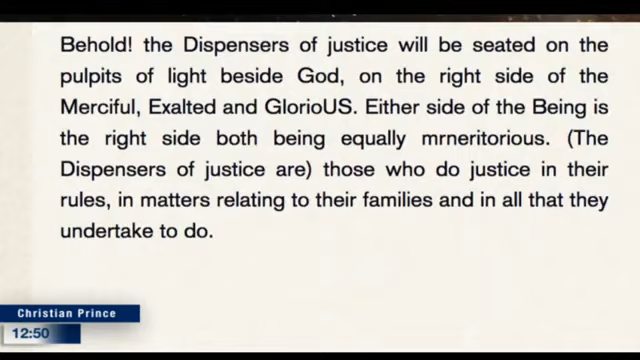 Behold! the Dispensers of justice will be seated on the
pulpits of light beside God, on the right side of the
Merciful, Exalted and GlorioUS. Either side of the Being is
the right side both being equally mrneritorious. (The
Dispensers of justice are) those who do justice in their
rules, in matters relating to their families and in all that they
undertake to do.
Christian Prince
12:50